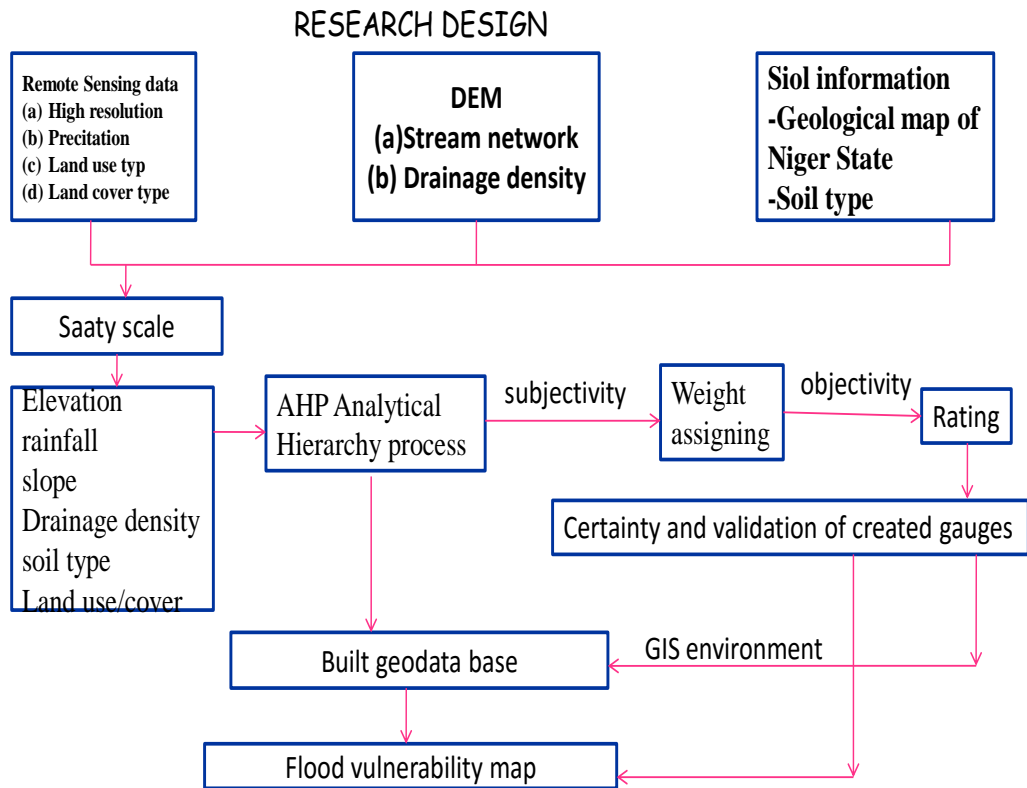 RESEARCH DESIGN
Remote Sensing data
(a) High resolution
(b) Precitation
(c) Land use typ
(d) Land cover type
DEM
(a)Stream network
(b) Drainage density
Siol information
-Geological map of
Niger State
-Soil type
Saaty scale
Elevation
rainfall
slope
Drainage density
soil type
Land use/cover
AHP Analytical
Hierarchy process
subjectivity
Weight
assigning
objectivity
Rating
Certainty and validation of created gauges
Built geodata base
GIS environment
Flood vulnerability map